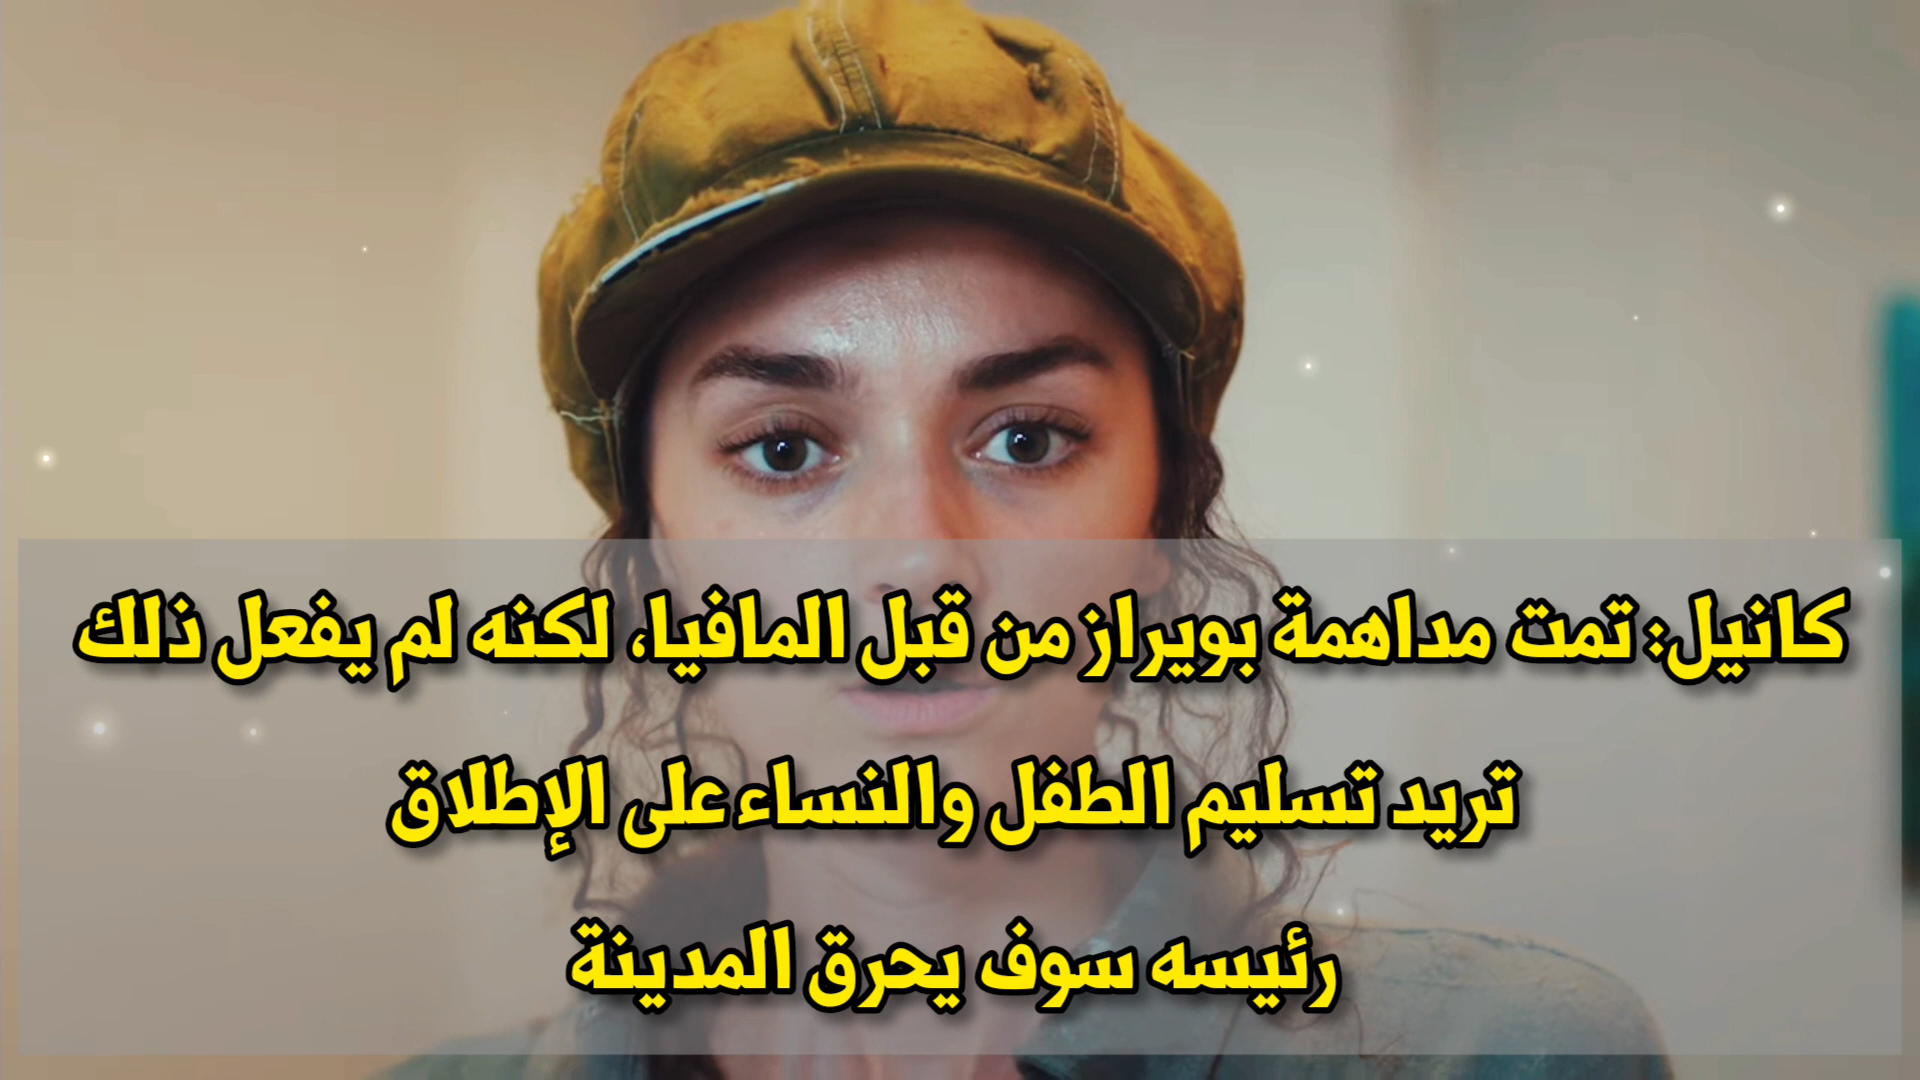 كانيل: تمت مداهمة بويراز من قبل المافيا، لكنه لم يفعل ذلك
تريد تسليم الطفل والنساء على الإطلاق
رئيسه سوف يحرق المدينة